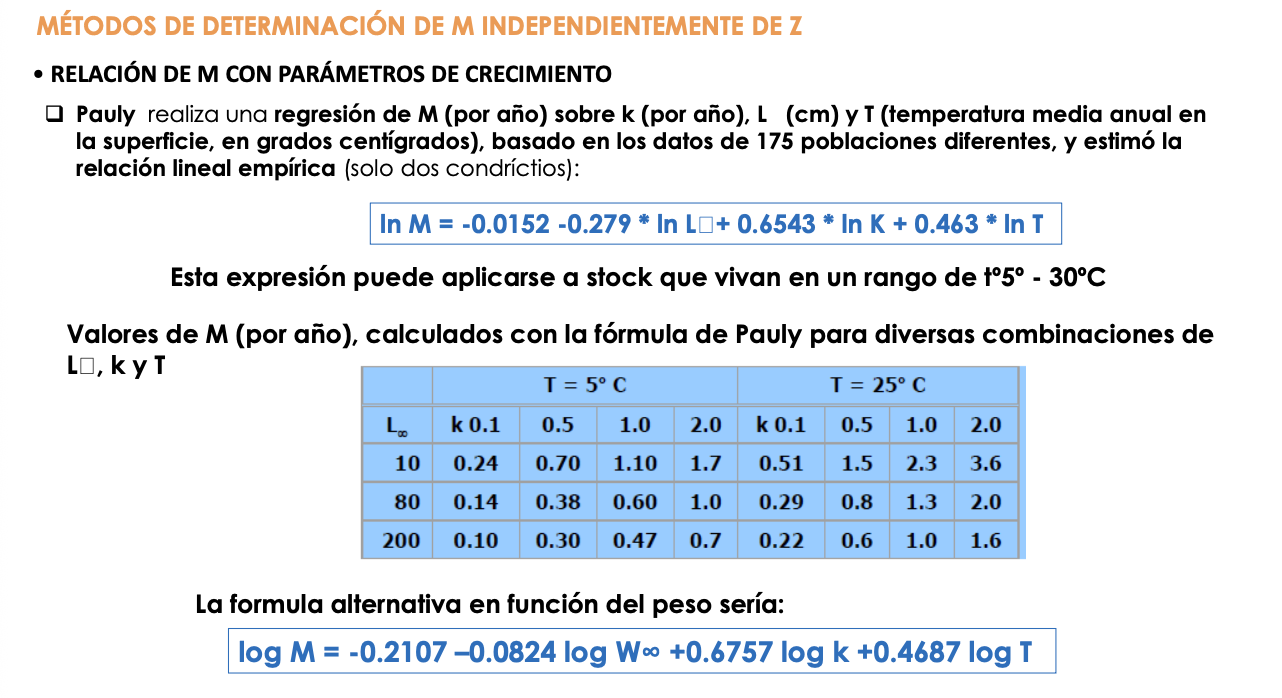 MÉTODOS DE DETERMINACIÓN DE M INDEPENDIENTEMENTE DE Z
• RELACIÓN DE M CON PARÁMETROS DE CRECIMIENTO
❑ Pauly realiza una regresión de M (por año) sobre k (por año), L (cm) y T (temperatura media anual en
la superficie, en grados centígrados), basado en los datos de 175 poblaciones diferentes, y estimó la
relación lineal empírica (solo dos condríctios):
ln M = -0.0152 -0.279 * ln L□+ 0.6543 * ln K + 0.463 * ln T
Esta expresión puede aplicarse a stock que vivan en un rango de tº5º - 30ºC
Valores de M (por año), calculados con la fórmula de Pauly para diversas combinaciones de
L□, k y T
T = 5° C T = 25° C
L∞ k 0.1 0.5 1.0 2.0 k 0.1 0.5 1.0 2.0
10 0.24 0.70 1.10 1.7 0.51 1.5 2.3 3.6
80 0.14 0.38 0.60 1.0 0.29 0.8 1.3 2.0
200 0.10 0.30 0.47 0.7 0.22 0.6 1.0 1.6
La formula alternativa en función del peso sería:
log M = -0.2107 –0.0824 log W∞ +0.6757 log k +0.4687 log T